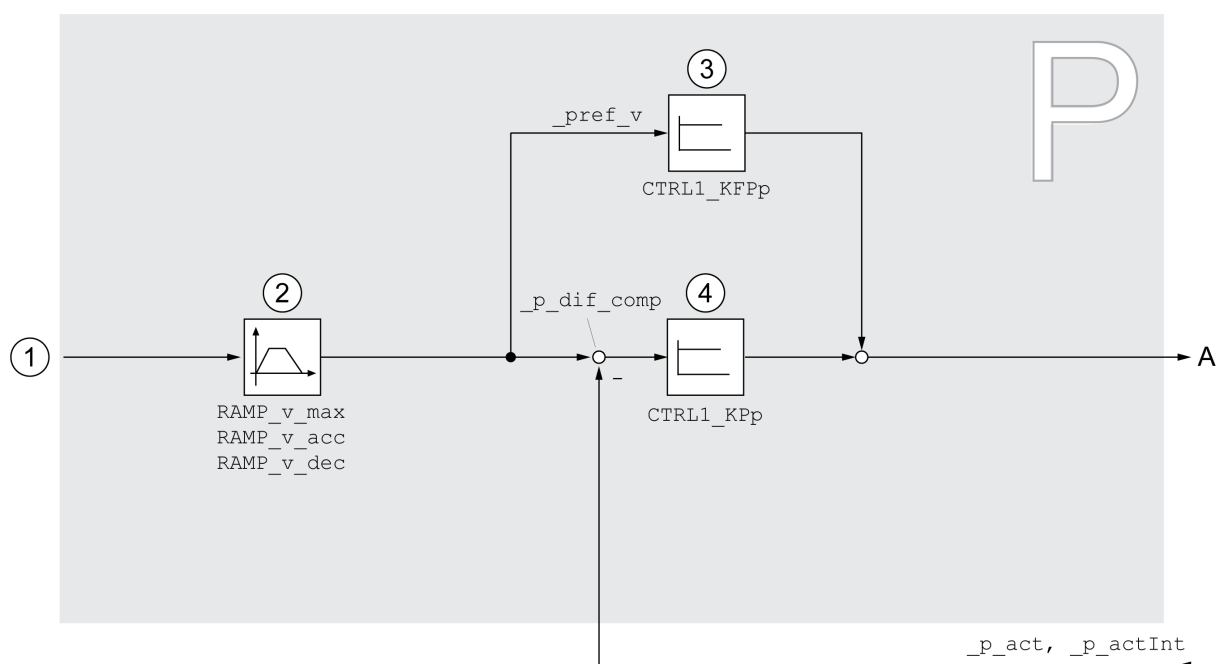 P
3
_pref_v
CTRL1_KFPp
2
_p_dif_comp
4
1
-
A
RAMP_v_max
RAMP_v_acc
RAMP_v_dec
CTRL1_KPp
_p_act, _p_actInt